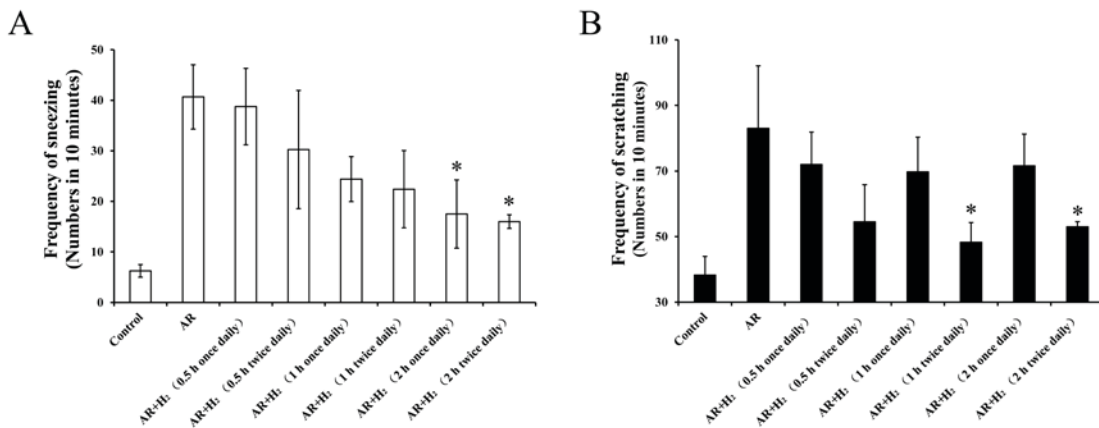 A
Frequency of sneezing
(Numbers in 10 minutes)
50
40
30
20
10
0
*
*
Control
AR
AR+H₂ (0.5 h once daily)
AR+H₂ (0.5 h twice daily)
AR+H₂ (1 h once daily)
AR+H₂ (1 h twice daily)
AR+H₂ (2 h once daily)
AR+H₂ (2 h twice daily)
B
Frequency of scratching
(Numbers in 10 minutes)
110
90
70
50
30
*
*
Control
AR
AR+H₂ (0.5 h once daily)
AR+H₂ (0.5 h twice daily)
AR+H₂ (1 h once daily)
AR+H₂ (1 h twice daily)
AR+H₂ (2 h once daily)
AR+H₂ (2 h twice daily)